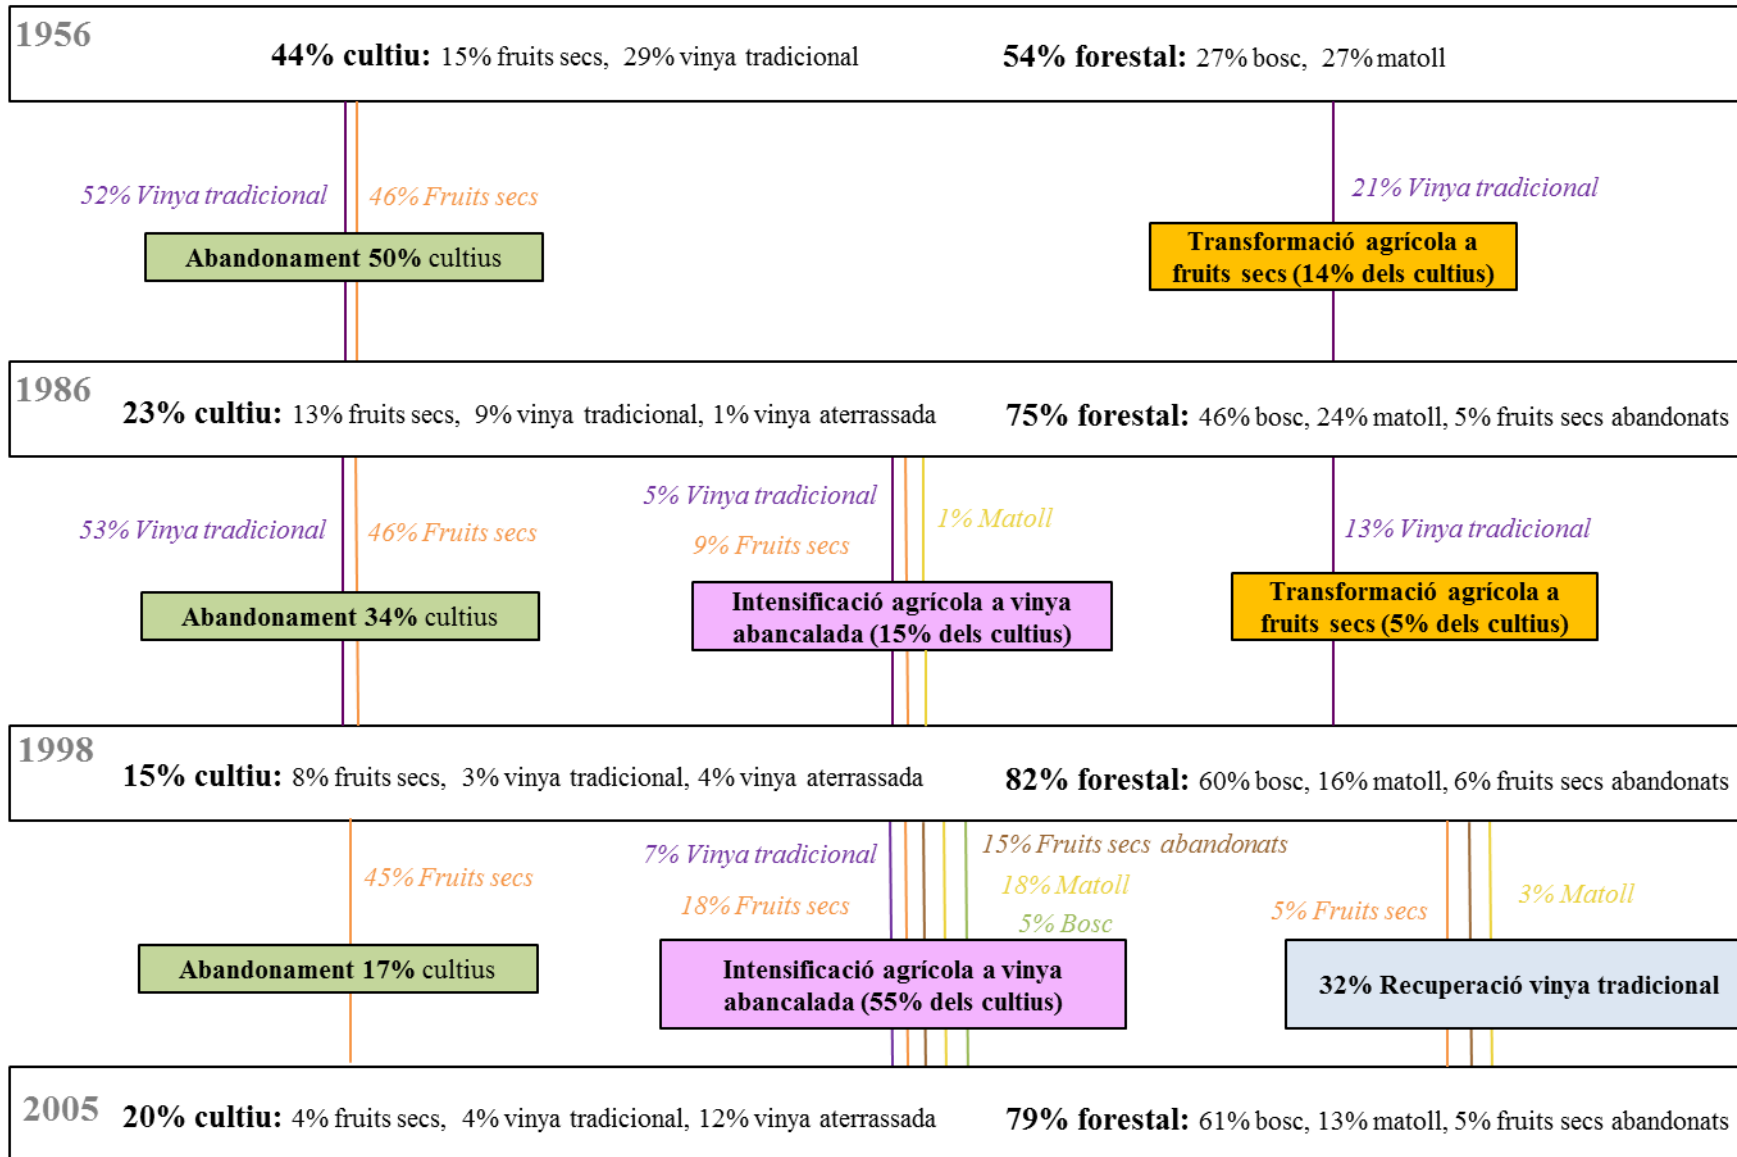 1956
44% cultiu: 15% fruits secs, 29% vinya tradicional
54% forestal: 27% bosc, 27% matoll
52% Vinya tradicional
46% Fruits secs
21% Vinya tradicional
Abandonament 50% cultius
Transformació agrícola a
fruits secs (14% dels cultius)
1986
23% cultiu: 13% fruits secs, 9% vinya tradicional, 1% vinya aterrassada
75% forestal: 46% bosc, 24% matoll, 5% fruits secs abandonats
53% Vinya tradicional
46% Fruits secs
5% Vinya tradicional
9% Fruits secs
1% Matoll
13% Vinya tradicional
Abandonament 34% cultius
Intensificació agrícola a vinya
abancalada (15% dels cultius)
Transformació agrícola a
fruits secs (5% dels cultius)
1998
15% cultiu: 8% fruits secs, 3% vinya tradicional, 4% vinya aterrassada
82% forestal: 60% bosc, 16% matoll, 6% fruits secs abandonats
45% Fruits secs
7% Vinya tradicional
18% Fruits secs
15% Fruits secs abandonats
18% Matoll
5% Bosc
5% Fruits secs
3% Matoll
Abandonament 17% cultius
Intensificació agrícola a vinya
abancalada (55% dels cultius)
32% Recuperació vinya tradicional
2005
20% cultiu: 4% fruits secs, 4% vinya tradicional, 12% vinya aterrassada
79% forestal: 61% bosc, 13% matoll, 5% fruits secs abandonats